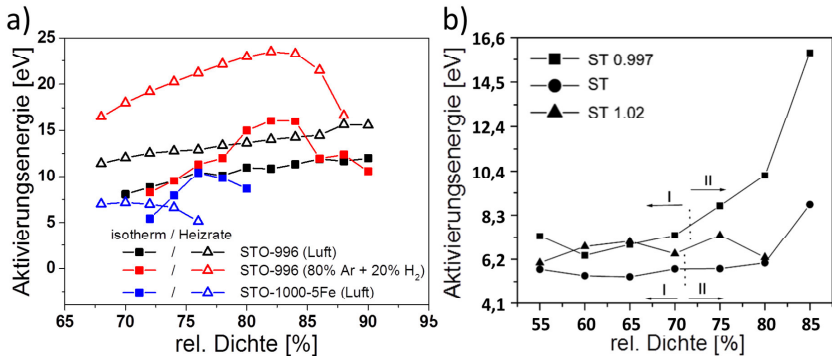 a)
Aktivierungsenergie [eV]
25
20
15
10
5
0
isotherm / Heizrate
/ STO-996 (Luft)
/ STO-996 (80% Ar + 20% H2)
/ STO-1000-5Fe (Luft)
65 70 75 80 85 90 95
rel. Dichte [%]
b)
Aktivierungsenergie [eV]
16,6
14,5
12,4
10,4
8,3
6,2
4,1
ST 0.997
ST
ST 1.02
I II
I II
55 60 65 70 75 80 85
rel. Dichte [%]